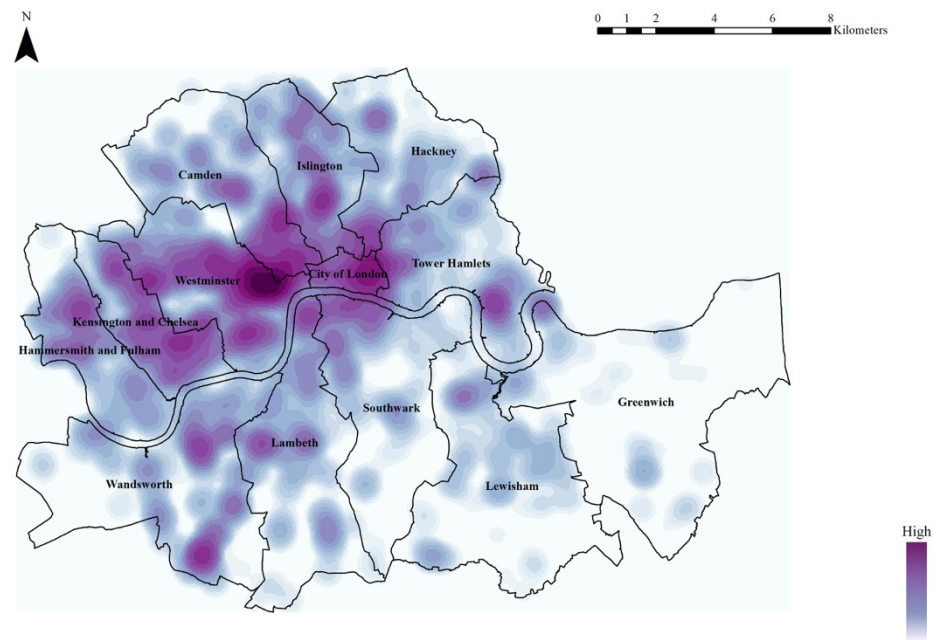 N
0 1 2 4 6 8
Kilometers
Hackney
Islington
Camden
Tower Hamlets
City of London
Westminster
Kensington and Chelsea
Hammersmith and Fulham
Southwark
Greenwich
Lambeth
Wandsworth
Lewisham
High